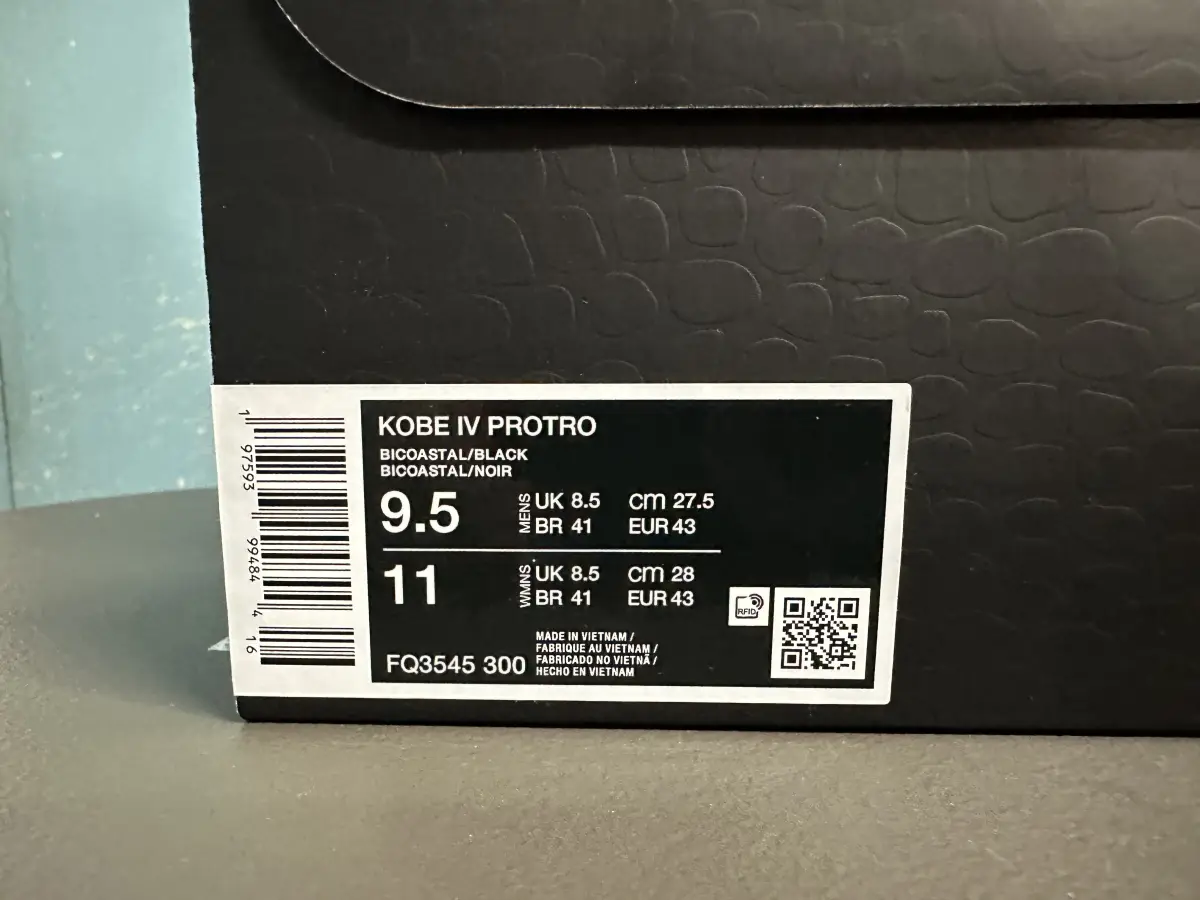 KOBE IV PROTRO
BICOASTAL/BLACK
BICOASTAL/NOIR
9.5 MENS UK 8.5 CM 27.5
BR 41 EUR 43
11 WMNS UK 8.5 CM 28
BR 41 EUR 43
RFID
FQ3545 300
MADE IN VIETNAM /
FABRIQUE AU VIETNAM /
FABRICADO NO VIETNÃ /
HECHO EN VIETNAM
1 97593 99484 4 16